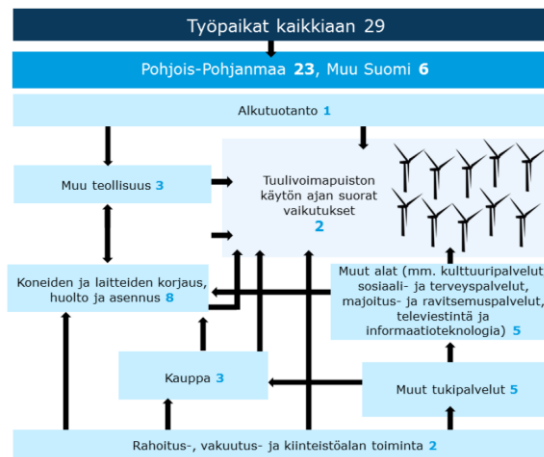 Työpaikat kaikkiaan 29
Pohjois-Pohjanmaa 23, Muu Suomi 6
Alkutuotanto 1
Muu teollisuus 3
Tuulivoimapuiston
käytön ajan suorat
vaikutukset
2
Koneiden ja laitteiden korjaus,
huolto ja asennus 8
Muut alat (mm. kulttuuripalvelut,
sosiaali- ja terveyspalvelut,
majoitus- ja ravitsemuspalvelut,
televiestintä ja
informaatioteknologia) 5
Kauppa 3
Muut tukipalvelut 5
Rahoitus-, vakuutus- ja kiinteistöalan toiminta 2